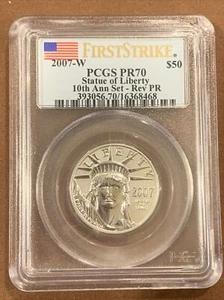 FIRSTSTRIKE
2007-W $50
PCGS PR70
Statue of Liberty
10th Ann Set - Rev PR
393056.70/16368468
LIBERTY
2007